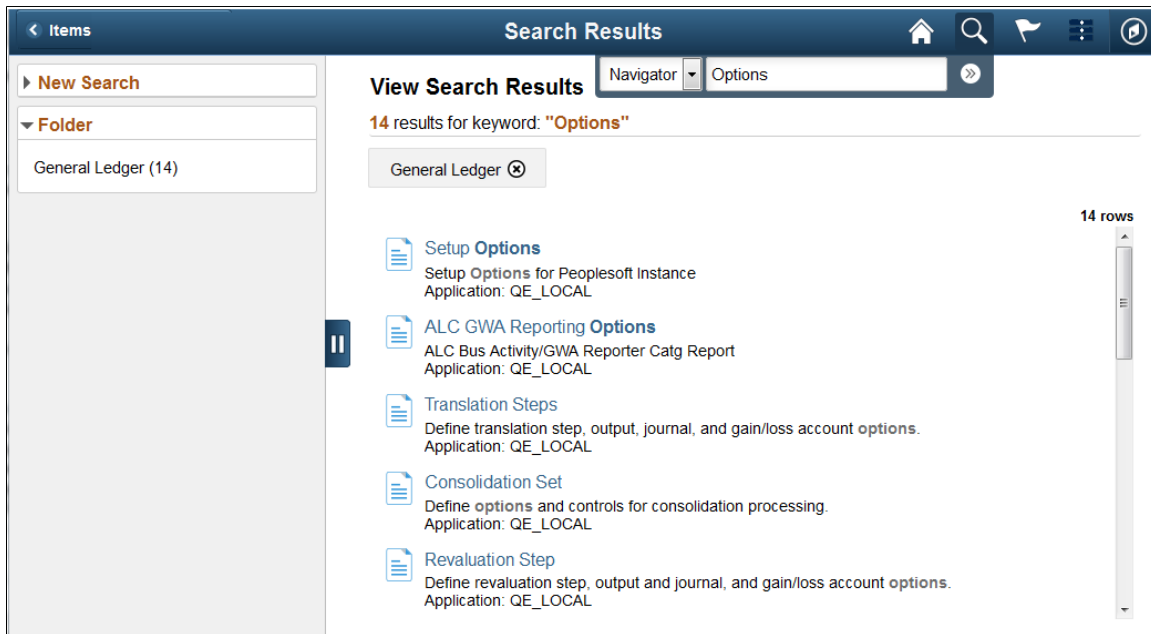 Items
Search Results
Navigator
Options
New Search
Folder
General Ledger (14)
View Search Results
14 results for keyword: "Options"
General Ledger
14 rows
Setup Options
Setup Options for Peoplesoft Instance
Application: QE_LOCAL
ALC GWA Reporting Options
ALC Bus Activity/GWA Reporter Catg Report
Application: QE_LOCAL
Translation Steps
Define translation step, output, journal, and gain/loss account options.
Application: QE_LOCAL
Consolidation Set
Define options and controls for consolidation processing.
Application: QE_LOCAL
Revaluation Step
Define revaluation step, output and journal, and gain/loss account options.
Application: QE_LOCAL